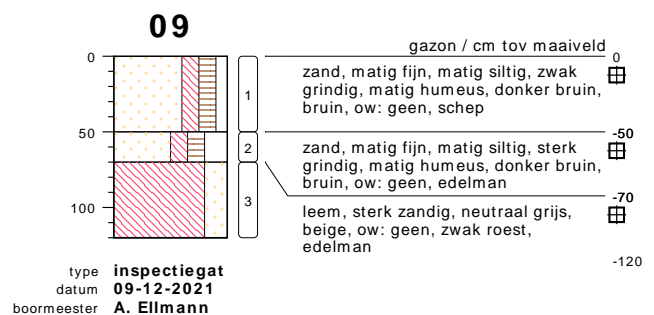 09
gazon / cm tov maaiveld
0
0
zand, matig fijn, matig siltig, zwak
grindig, matig humeus, donker bruin,
bruin, ow: geen, schep
1
50
-50
zand, matig fijn, matig siltig, sterk
grindig, matig humeus, donker bruin,
bruin, ow: geen, edelman
2
-70
leem, sterk zandig, neutraal grijs,
beige, ow: geen, zwak roest,
edelman
3
100
-120
type inspectiegat
datum 09-12-2021
boormeester A. Ellmann